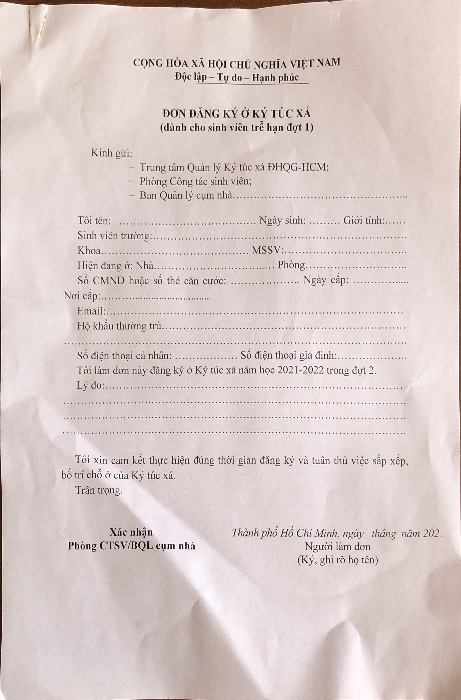 CỘNG HÒA XÃ HỘI CHỦ NGHĨA VIỆT NAM
Độc lập – Tự do – Hạnh phúc
ĐƠN ĐĂNG KÝ Ở KÝ TÚC XÁ
(dành cho sinh viên trễ hạn đợt 1)
Kính gửi:
– Trung tâm Quản lý Ký túc xá ĐHQG-HCM;
– Phòng Công tác sinh viên;
– Ban Quản lý cụm nhà.......................................................
Tôi tên: ........................................ Ngày sinh: ......... Giới tính:......
Sinh viên trường:..........................................................................
Khoa........................................... MSSV:...................................
Hiện đang ở: Nhà................................... Phòng..............................
Số CMND hoặc số thẻ căn cước: .................... Ngày cấp: ................
Nơi cấp:................................
Email:.......................................................................................
Hộ khẩu thường trú.......................................................................
....................................................................................................
Số điện thoại cá nhân: .................. Số điện thoại gia đình:....................
Tôi làm đơn này đăng ký ở Ký túc xá năm học 2021-2022 trong đợt 2.
Lý do:.......................................................................................
....................................................................................................
....................................................................................................
....................................................................................................
Tôi xin cam kết thực hiện đúng thời gian đăng ký và tuân thủ việc sắp xếp,
bố trí chỗ ở của Ký túc xá.
Trân trọng.
Xác nhận
Phòng CTSV/BQL cụm nhà
Thành phố Hồ Chí Minh, ngày tháng năm 202.
Người làm đơn
(Ký, ghi rõ họ tên)